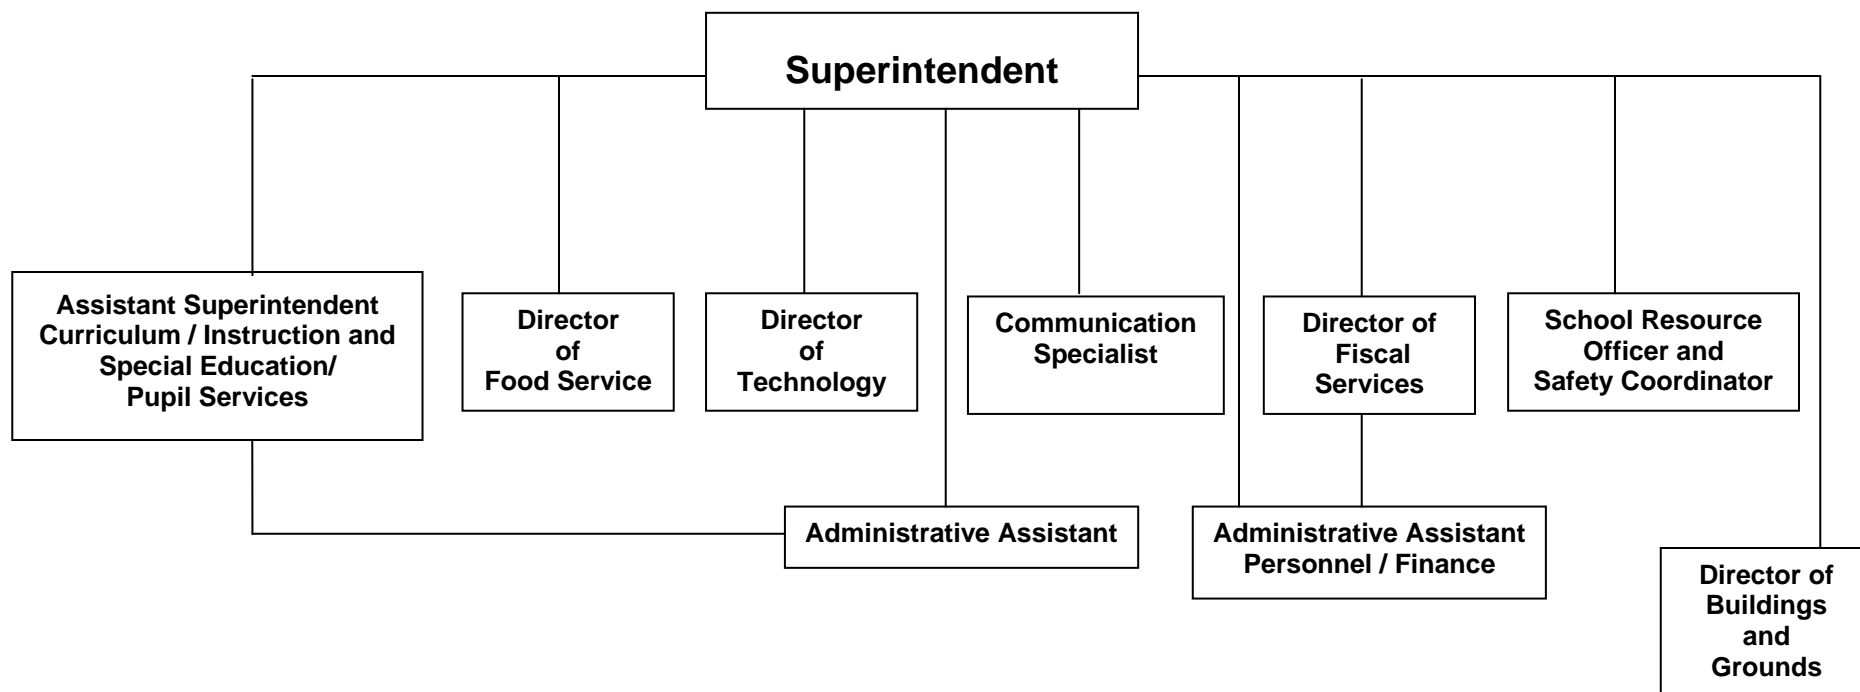 Superintendent
Assistant Superintendent
Curriculum / Instruction and
Special Education/
Pupil Services
Director
of
Food Service
Director
of
Technology
Communication
Specialist
Director of
Fiscal
Services
School Resource
Officer and
Safety Coordinator
Administrative Assistant
Administrative Assistant
Personnel / Finance
Director of
Buildings
and
Grounds